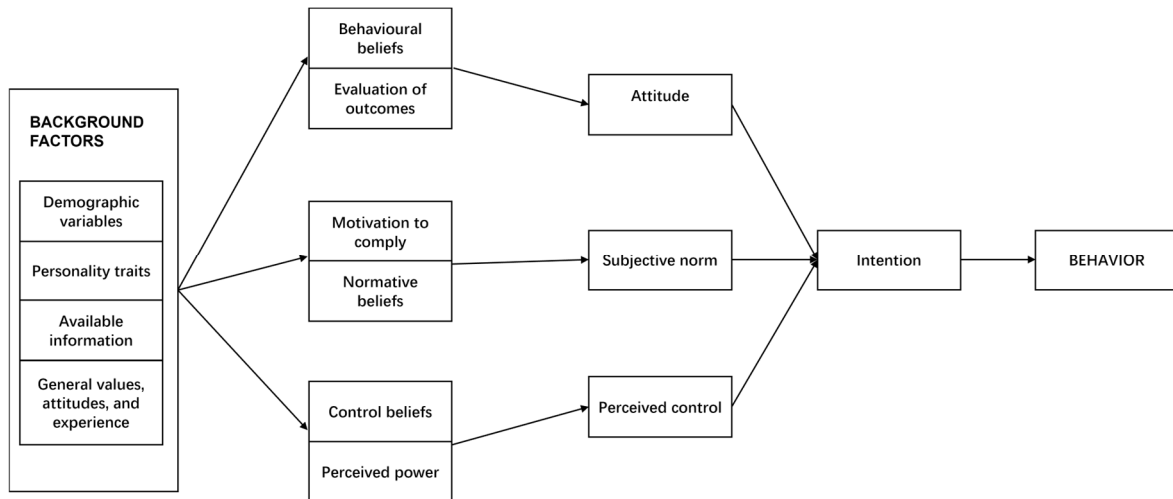 BACKGROUND
FACTORS
Demographic
variables
Personality traits
Available
information
General values,
attitudes, and
experience
Behavioural
beliefs
Evaluation of
outcomes
Motivation to
comply
Normative
beliefs
Control beliefs
Perceived power
Attitude
Subjective norm
Perceived control
Intention
BEHAVIOR